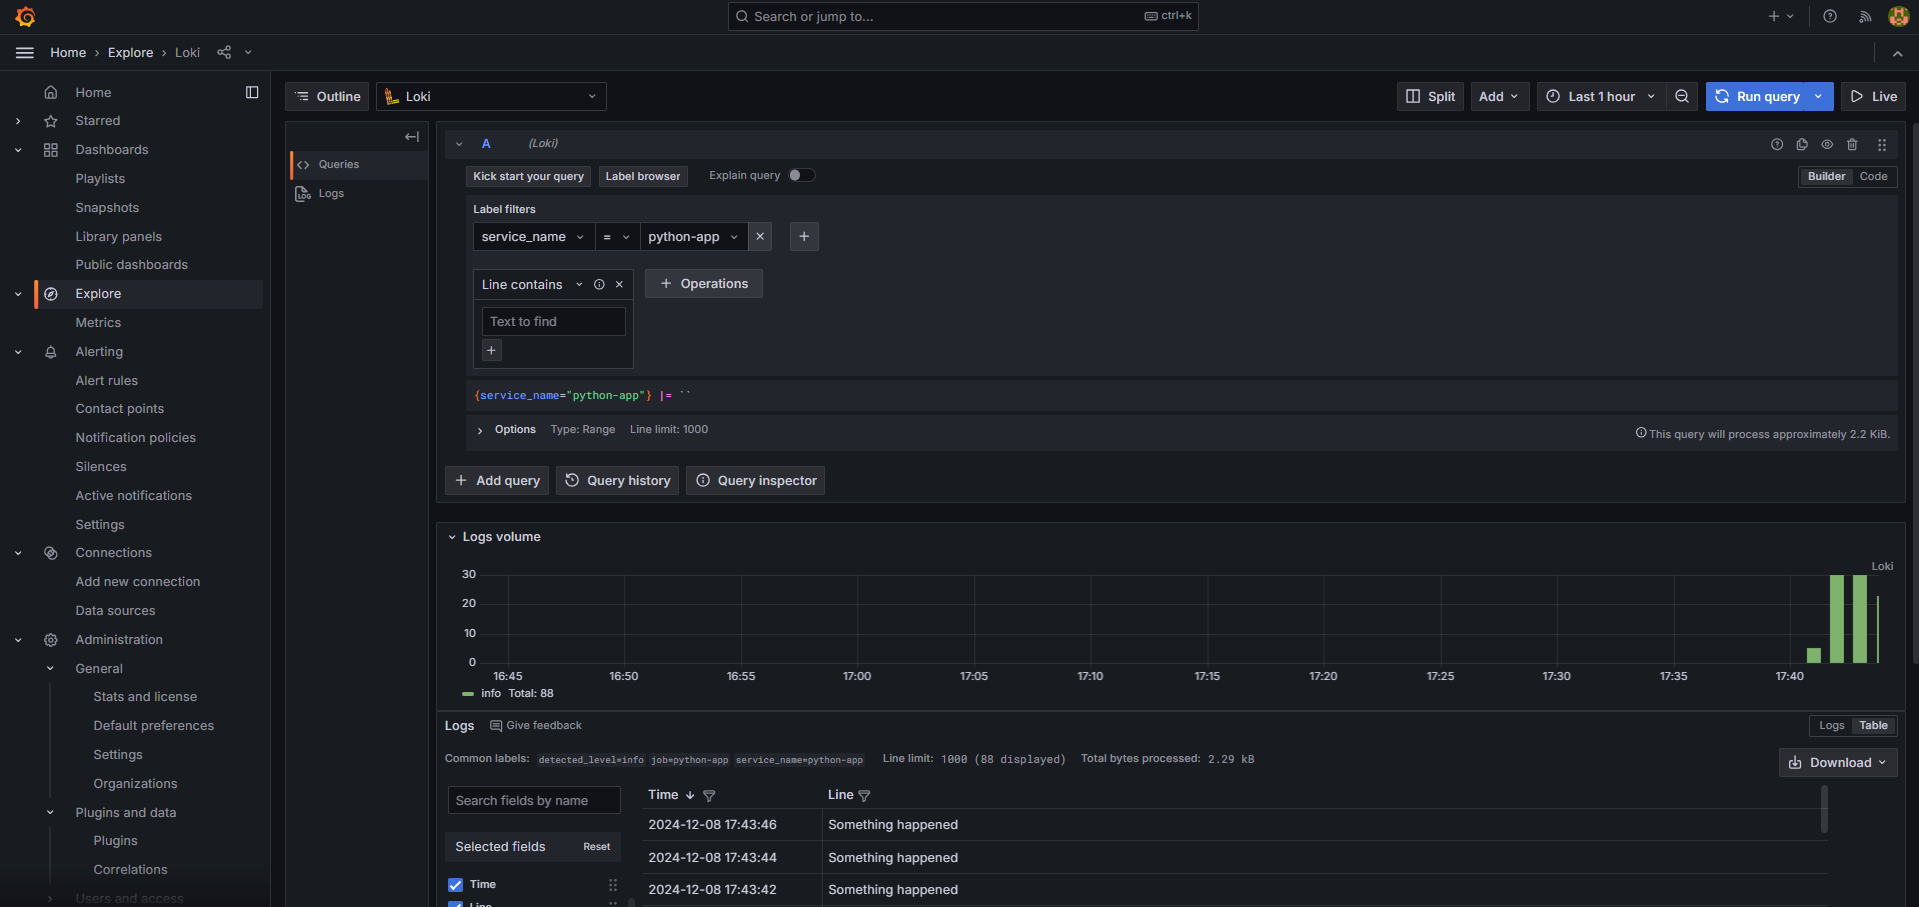 Search or jump to...
ctrl+k
Home › Explore › Loki
Home
Starred
Dashboards
Playlists
Snapshots
Library panels
Public dashboards
Explore
Metrics
Alerting
Alert rules
Contact points
Notification policies
Silences
Active notifications
Settings
Connections
Add new connection
Data sources
Administration
General
Stats and license
Default preferences
Settings
Organizations
Plugins and data
Plugins
Correlations
Users and access
Outline
Loki
Split
Add
Last 1 hour
Run query
Live
Queries
Logs
A (Loki)
Kick start your query
Label browser
Explain query
Builder
Code
Label filters
service_name
=
python-app
Line contains
Operations
Text to find
{service_name="python-app"} |= ``
Options Type: Range Line limit: 1000
This query will process approximately 2.2 KiB.
Add query
Query history
Query inspector
Logs volume
Loki
30
20
10
0
16:45 16:50 16:55 17:00 17:05 17:10 17:15 17:20 17:25 17:30 17:35 17:40
info Total: 88
Logs
Give feedback
Logs
Table
Common labels: detected_level=info job=python-app service_name=python-app Line limit: 1000 (88 displayed) Total bytes processed: 2.29 kB
Download
Search fields by name
Selected fields
Reset
Time
Line
Time Line
2024-12-08 17:43:46 Something happened
2024-12-08 17:43:44 Something happened
2024-12-08 17:43:42 Something happened